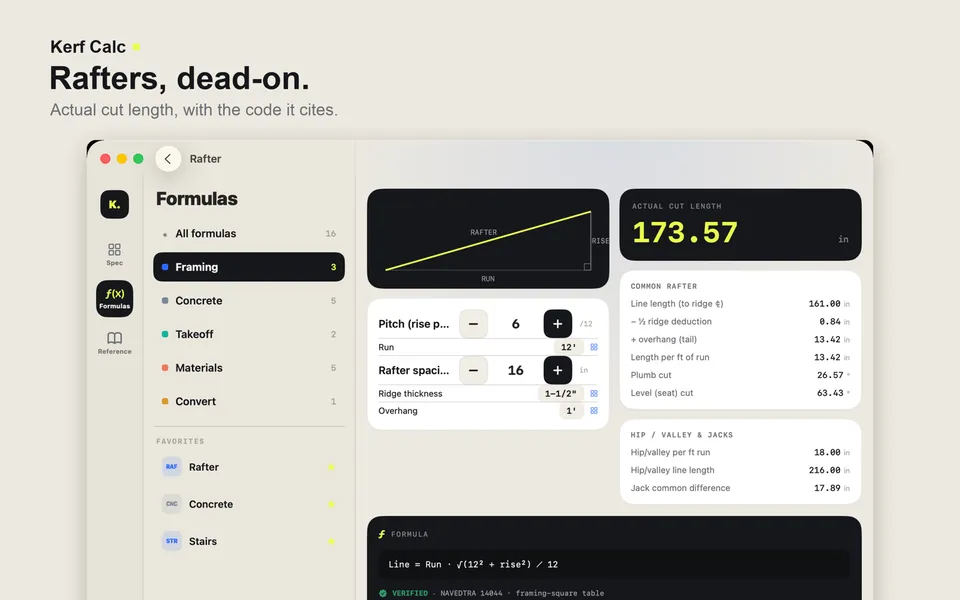 Kerf Calc
Rafters, dead-on.
Actual cut length, with the code it cites.
Rafter
K.
Spec
ƒ(x)
Formulas
Reference
Formulas
All formulas 16
Framing 3
Concrete 5
Takeoff 2
Materials 5
Convert 1
FAVORITES
RAF Rafter
CNC Concrete
STR Stairs
RAFTER
RISE
RUN
Pitch (rise p... − 6 + /12
Run 12'
Rafter spaci... − 16 + in
Ridge thickness 1–1/2"
Overhang 1'
ACTUAL CUT LENGTH
173.57 in
COMMON RAFTER
Line length (to ridge ¢) 161.00 in
− ½ ridge deduction 0.84 in
+ overhang (tail) 13.42 in
Length per ft of run 13.42 in
Plumb cut 26.57 °
Level (seat) cut 63.43 °
HIP / VALLEY & JACKS
Hip/valley per ft run 18.00 in
Hip/valley line length 216.00 in
Jack common difference 17.89 in
ƒ FORMULA
Line = Run · √(12² + rise²) / 12
VERIFIED · NAVEDTRA 14044 · framing-square table